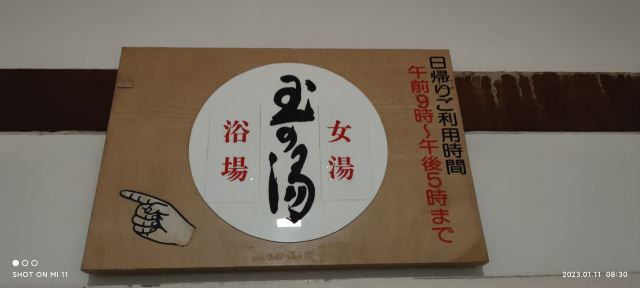 日帰りご利用時間
午前9時〜午後5時まで
女湯
玉の湯
浴場
SHOT ON MI 11
2023.01.11 08:30